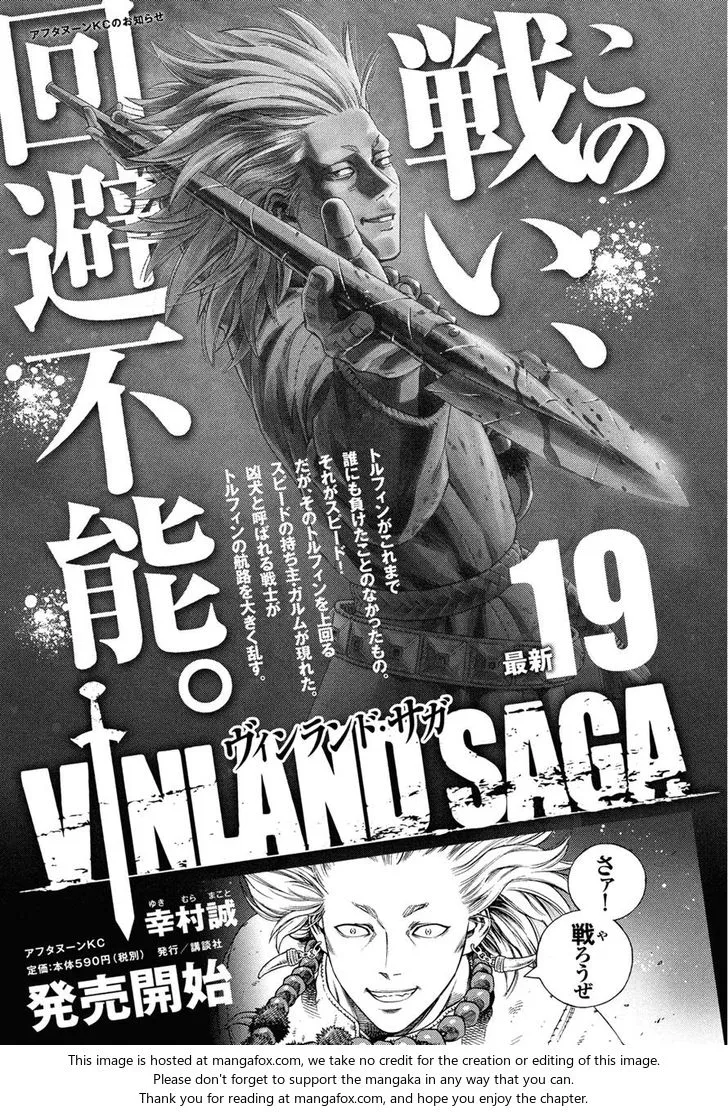 アフタヌーンKCのお知らせ
この
戦い、
回避不能。
トルフィンがこれまで
誰にも負けたことのなかったもの。
それがスピード!
だが、そのトルフィンを上回る
スピードの持ち主・ガルムが現れた。
凶犬と呼ばれる戦士が
トルフィンの航路を大きく乱す。
最新19
ヴィンランド・サガ
VINLAND SAGA
さァ!
戦ろうぜ
や
ゆき むら まこと
幸村誠
アフタヌーンKC
定価:本体590円(税別) 発行/講談社
発売開始
This image is hosted at mangafox.com, we take no credit for the creation or editing of this image.
Please don't forget to support the mangaka in any way that you can.
Thank you for reading at mangafox.com, and hope you enjoy the chapter.